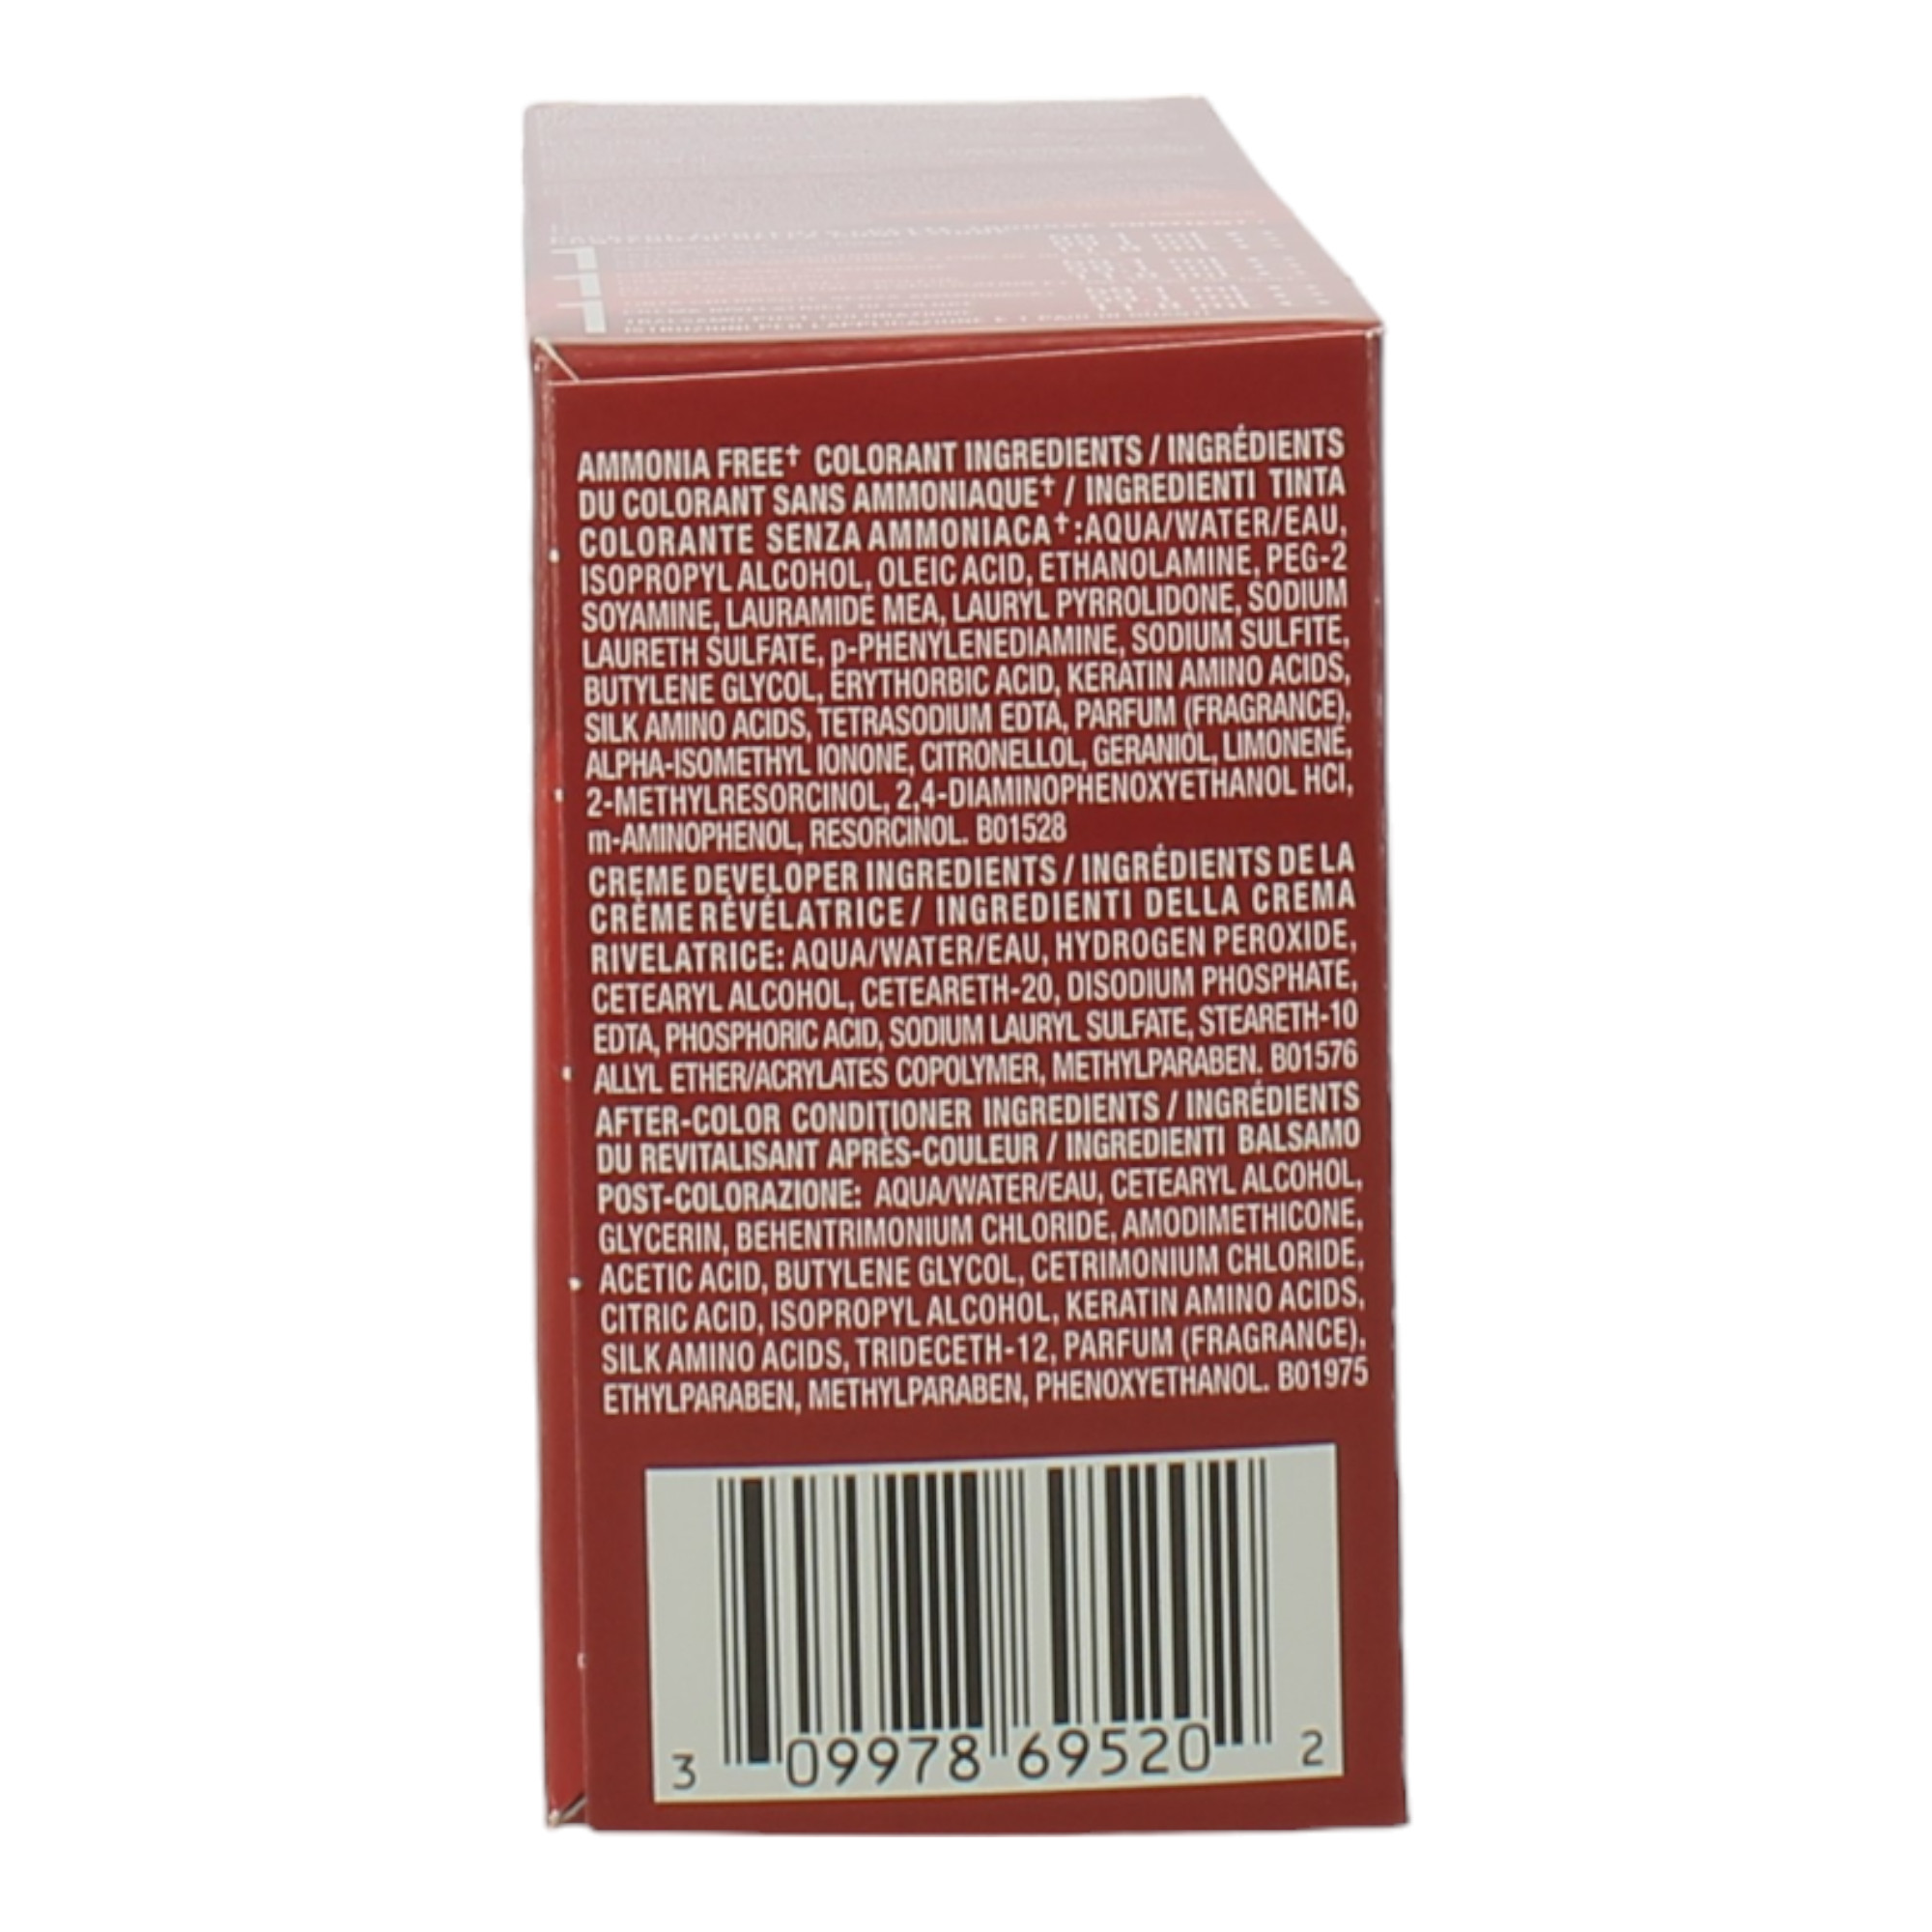 ISTRUZIONI PER L'APPLICAZIONE E 1 PAIO DI GUANTI
AMMONIA FREE† COLORANT INGREDIENTS / INGRÉDIENTS
DU COLORANT SANS AMMONIAQUE† / INGREDIENTI TINTA
COLORANTE SENZA AMMONIACA†:AQUA/WATER/EAU,
ISOPROPYL ALCOHOL, OLEIC ACID, ETHANOLAMINE, PEG-2
SOYAMINE, LAURAMIDE MEA, LAURYL PYRROLIDONE, SODIUM
LAURETH SULFATE, p-PHENYLENEDIAMINE, SODIUM SULFITE,
BUTYLENE GLYCOL, ERYTHORBIC ACID, KERATIN AMINO ACIDS,
SILK AMINO ACIDS, TETRASODIUM EDTA, PARFUM (FRAGRANCE),
ALPHA-ISOMETHYL IONONE, CITRONELLOL, GERANIOL, LIMONENE,
2-METHYLRESORCINOL, 2,4-DIAMINOPHENOXYETHANOL HCl,
m-AMINOPHENOL, RESORCINOL. B01528
CREME DEVELOPER INGREDIENTS / INGRÉDIENTS DE LA
CRÈME RÉVÉLATRICE / INGREDIENTI DELLA CREMA
RIVELATRICE: AQUA/WATER/EAU, HYDROGEN PEROXIDE,
CETEARYL ALCOHOL, CETEARETH-20, DISODIUM PHOSPHATE,
EDTA, PHOSPHORIC ACID, SODIUM LAURYL SULFATE, STEARETH-10
ALLYL ETHER/ACRYLATES COPOLYMER, METHYLPARABEN. B01576
AFTER-COLOR CONDITIONER INGREDIENTS / INGRÉDIENTS
DU REVITALISANT APRÈS-COULEUR / INGREDIENTI BALSAMO
POST-COLORAZIONE: AQUA/WATER/EAU, CETEARYL ALCOHOL,
GLYCERIN, BEHENTRIMONIUM CHLORIDE, AMODIMETHICONE,
ACETIC ACID, BUTYLENE GLYCOL, CETRIMONIUM CHLORIDE,
CITRIC ACID, ISOPROPYL ALCOHOL, KERATIN AMINO ACIDS,
SILK AMINO ACIDS, TRIDECETH-12, PARFUM (FRAGRANCE),
ETHYLPARABEN, METHYLPARABEN, PHENOXYETHANOL. B01975
3 09978 69520 2